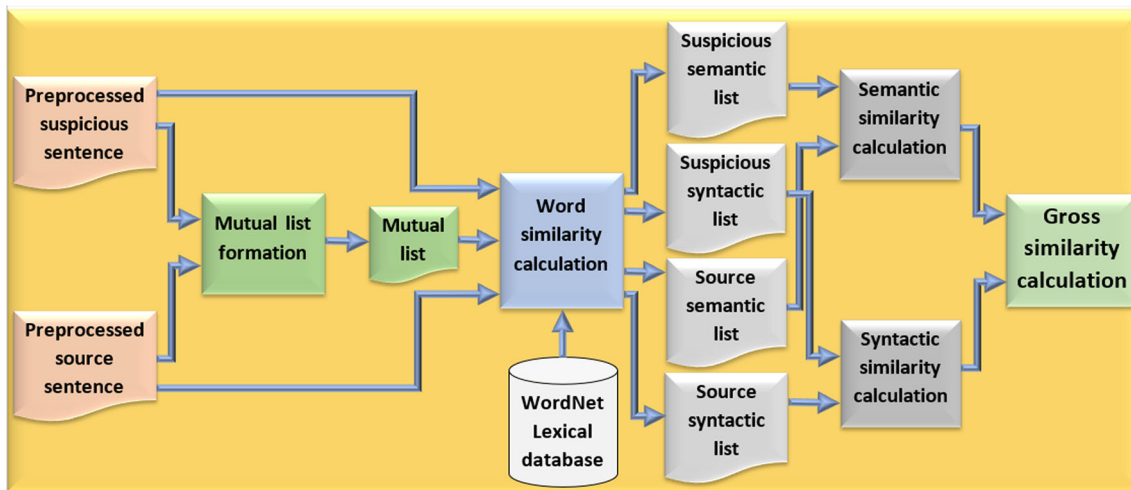 Preprocessed
suspicious
sentence
Preprocessed
source
sentence
Mutual list
formation
Mutual
list
Word
similarity
calculation
WordNet
Lexical
database
Suspicious
semantic
list
Suspicious
syntactic
list
Source
semantic
list
Source
syntactic
list
Semantic
similarity
calculation
Syntactic
similarity
calculation
Gross
similarity
calculation